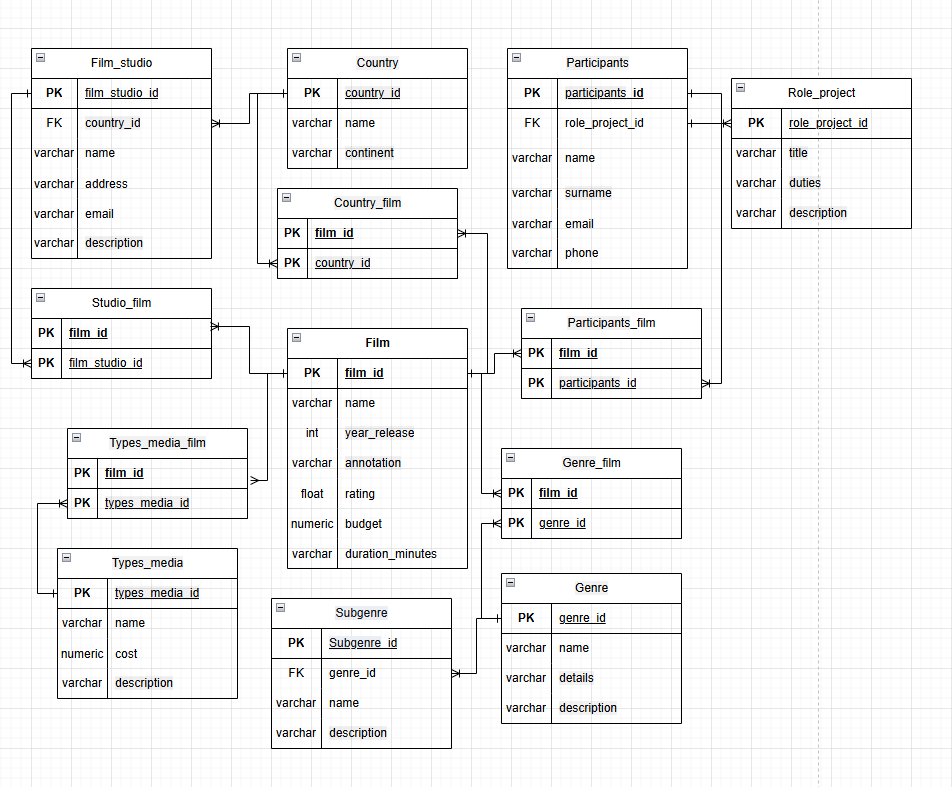 Film_studio
PK film_studio_id
FK country_id
varchar name
varchar address
varchar email
varchar description
Country
PK country_id
varchar name
varchar continent
Participants
PK participants_id
FK role_project_id
varchar name
varchar surname
varchar email
varchar phone
Role_project
PK role_project_id
varchar title
varchar duties
varchar description
Country_film
PK film_id
PK country_id
Studio_film
PK film_id
PK film_studio_id
Film
PK film_id
varchar name
int year_release
varchar annotation
float rating
numeric budget
varchar duration_minutes
Participants_film
PK film_id
PK participants_id
Types_media_film
PK film_id
PK types_media_id
Genre_film
PK film_id
PK genre_id
Types_media
PK types_media_id
varchar name
numeric cost
varchar description
Subgenre
PK Subgenre_id
FK genre_id
varchar name
varchar description
Genre
PK genre_id
varchar name
varchar details
varchar description